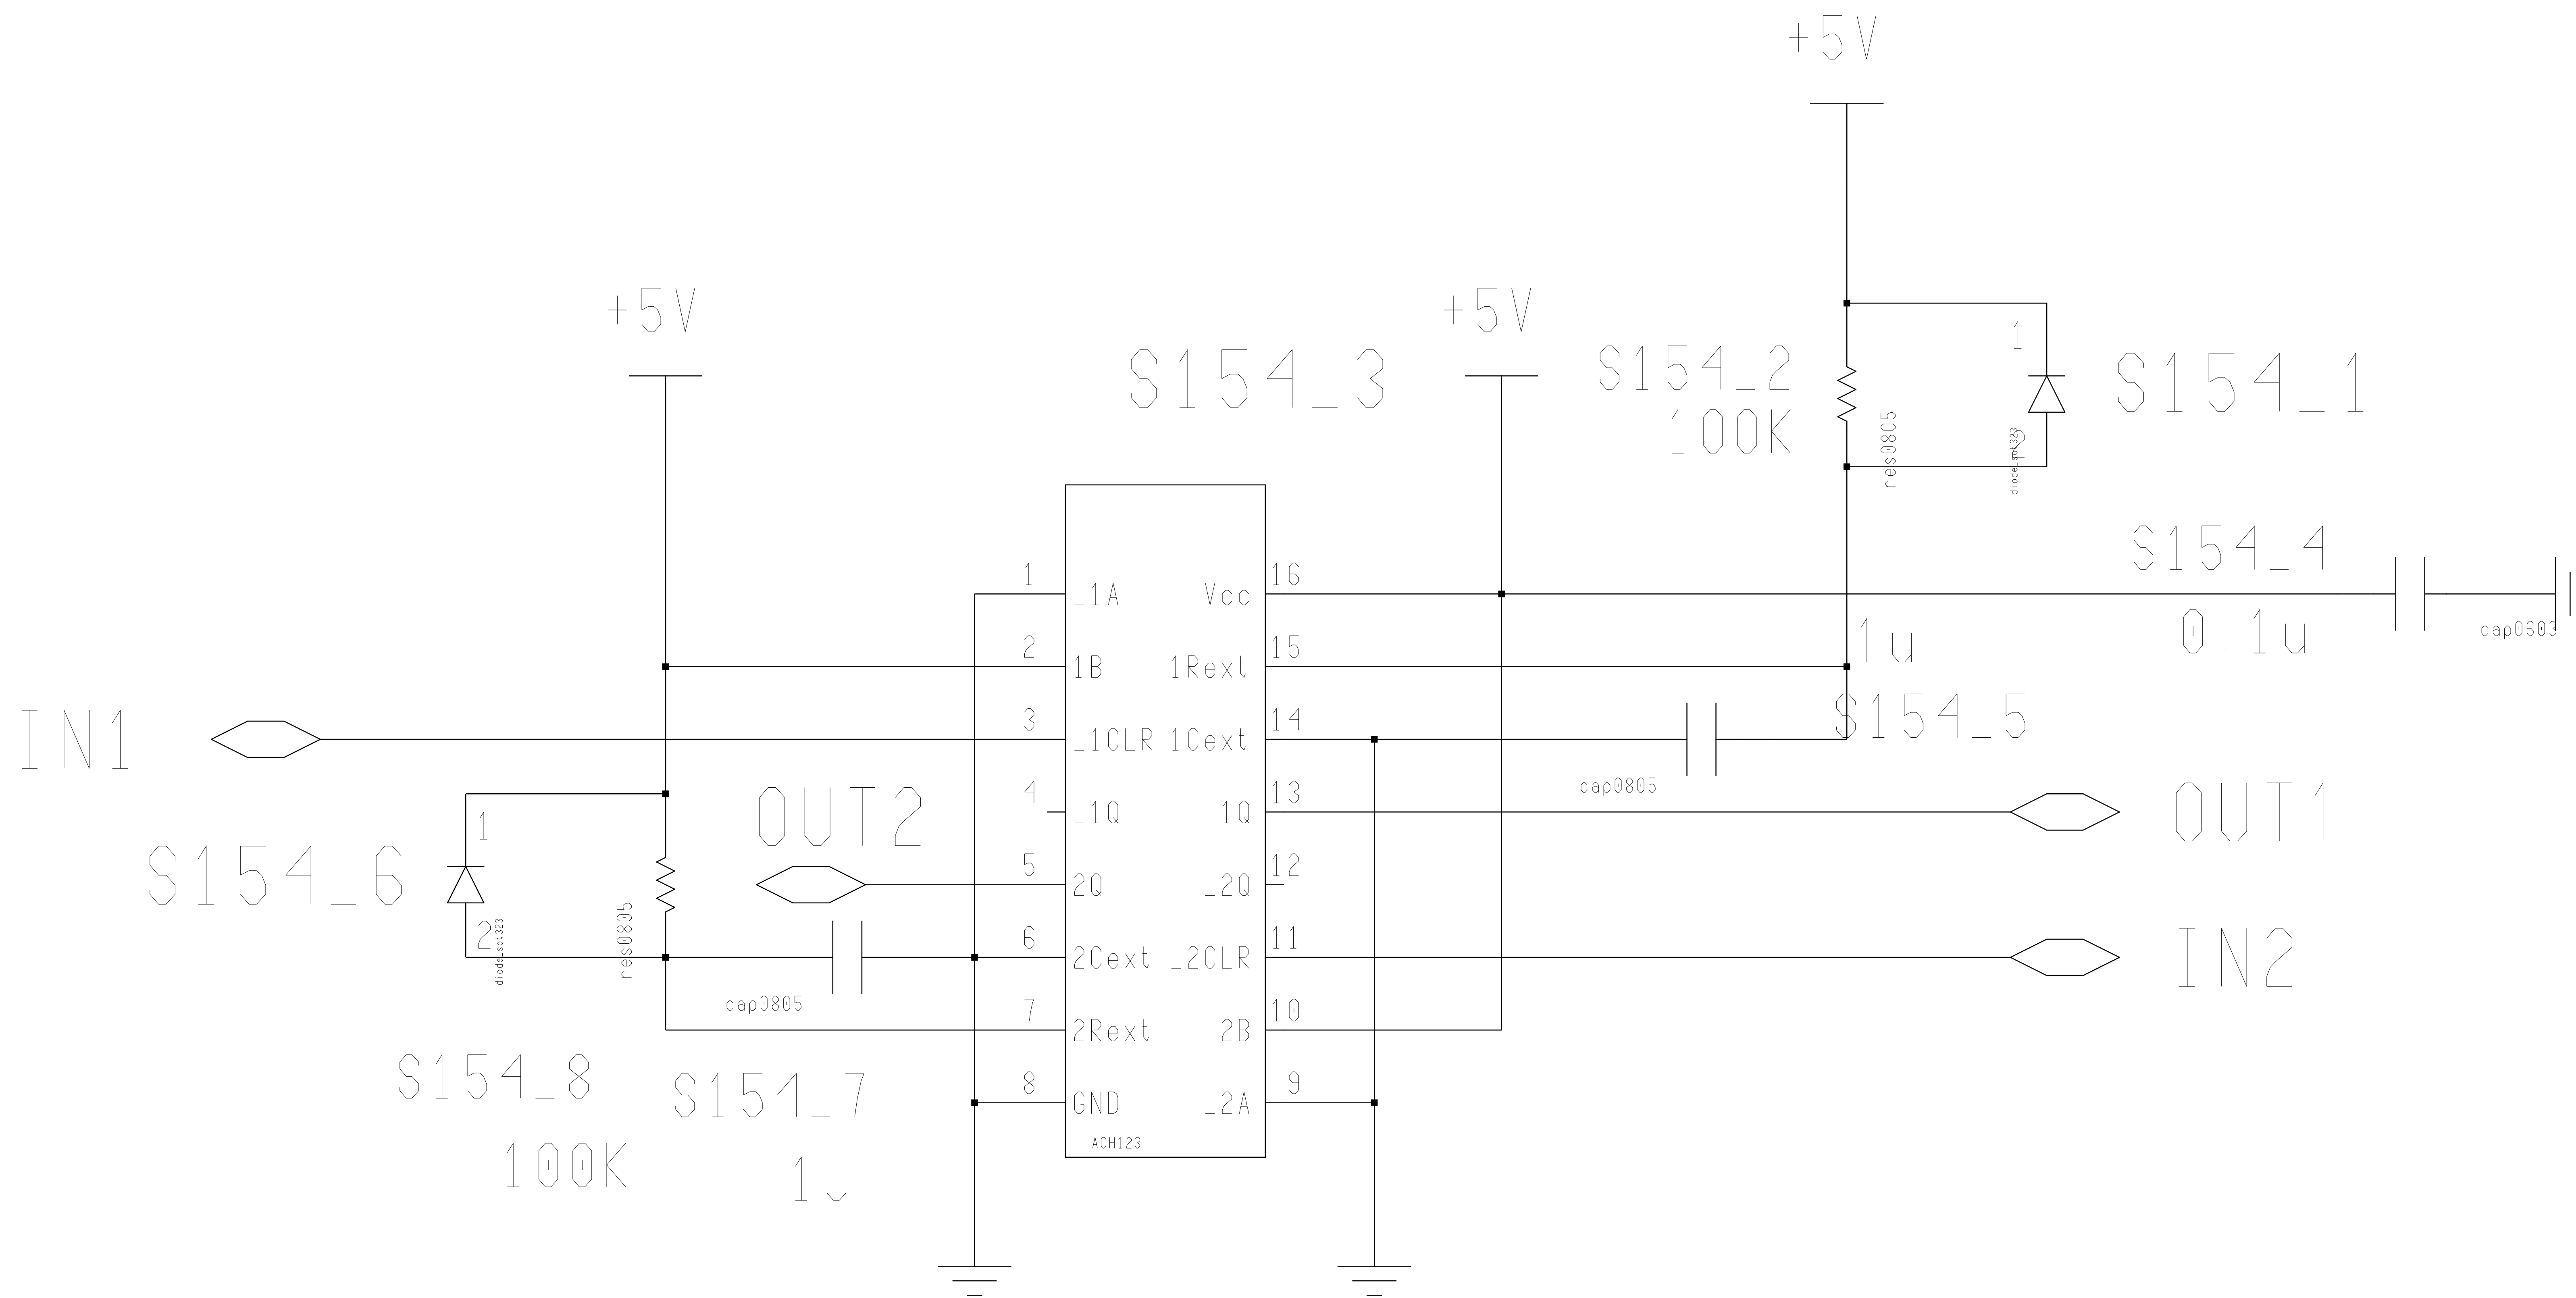 +5V
+5V
+5V
S154_3
S154_2
100K
res0805
1
2
diode_sot323
S154_1
S154_4
0.1u
cap0603
1 _1A
2 1B
3 _1CLR
4 _1Q
5 2Q
6 2Cext
7 2Rext
8 GND
16 Vcc
15 1Rext
14 1Cext
13 1Q
12 _2Q
11 _2CLR
10 2B
9 _2A
ACH123
1u
S154_5
cap0805
IN1
OUT2
OUT1
IN2
S154_6
1
2
diode_sot323
res0805
cap0805
S154_8
100K
S154_7
1u